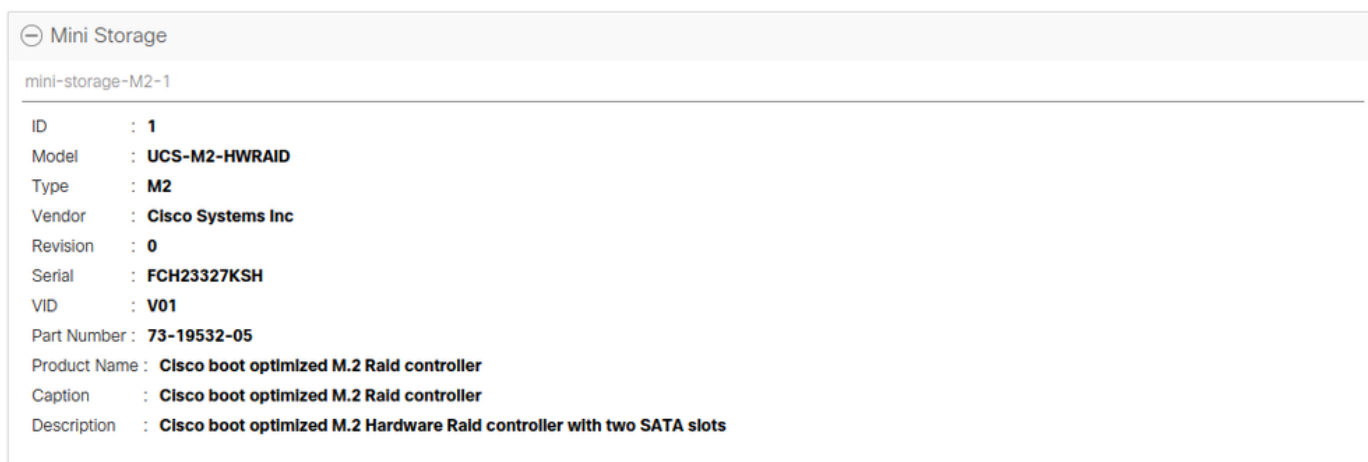 Mini Storage
mini-storage-M2-1
ID : 1
Model : UCS-M2-HWRAID
Type : M2
Vendor : Cisco Systems Inc
Revision : 0
Serial : FCH23327KSH
VID : V01
Part Number : 73-19532-05
Product Name : Cisco boot optimized M.2 Raid controller
Caption : Cisco boot optimized M.2 Raid controller
Description : Cisco boot optimized M.2 Hardware Raid controller with two SATA slots